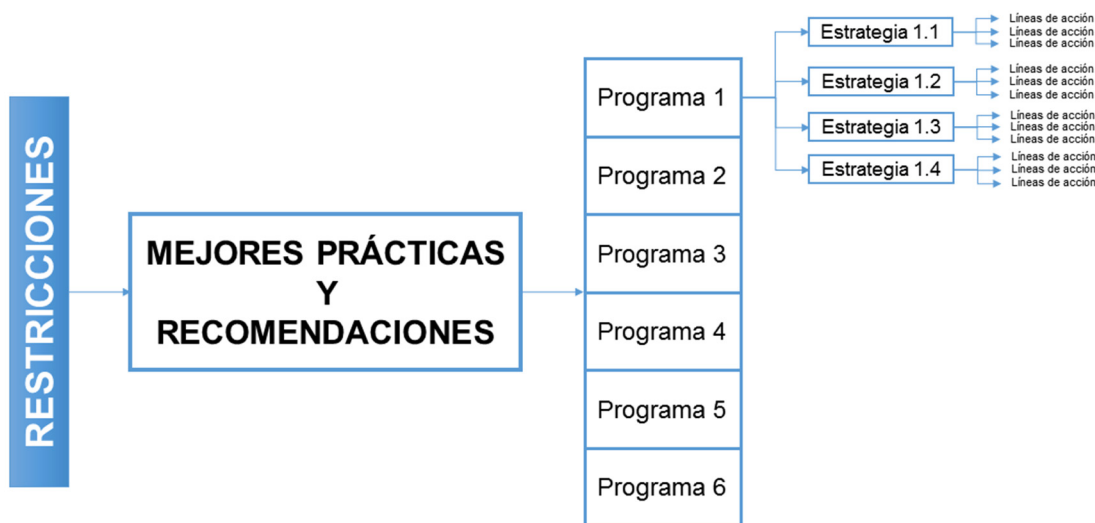 RESTRICCIONES
MEJORES PRÁCTICAS
Y
RECOMENDACIONES
Programa 1
Programa 2
Programa 3
Programa 4
Programa 5
Programa 6
Estrategia 1.1
Líneas de acción
Líneas de acción
Líneas de acción
Estrategia 1.2
Líneas de acción
Líneas de acción
Líneas de acción
Estrategia 1.3
Líneas de acción
Líneas de acción
Líneas de acción
Estrategia 1.4
Líneas de acción
Líneas de acción
Líneas de acción